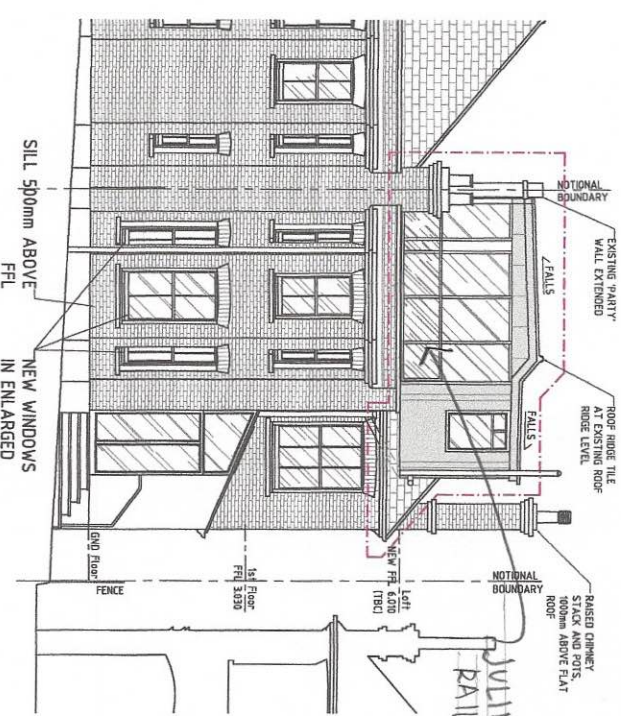 NOTIONAL
BOUNDARY
EXISTING 'PARTY'
WALL EXTENDED
FALLS
ROOF RIDGE TILE
AT EXISTING ROOF
RIDGE LEVEL
FALLS
RAISED CHIMNEY
STACK AND POTS,
1000mm ABOVE FLAT
ROOF
NOTIONAL
BOUNDARY
Loft
NEW FFL 6.010
(TBC)
1st Floor
FFL 3.030
GND Floor
FENCE
SILL 500mm ABOVE
FFL
NEW WINDOWS
IN ENLARGED